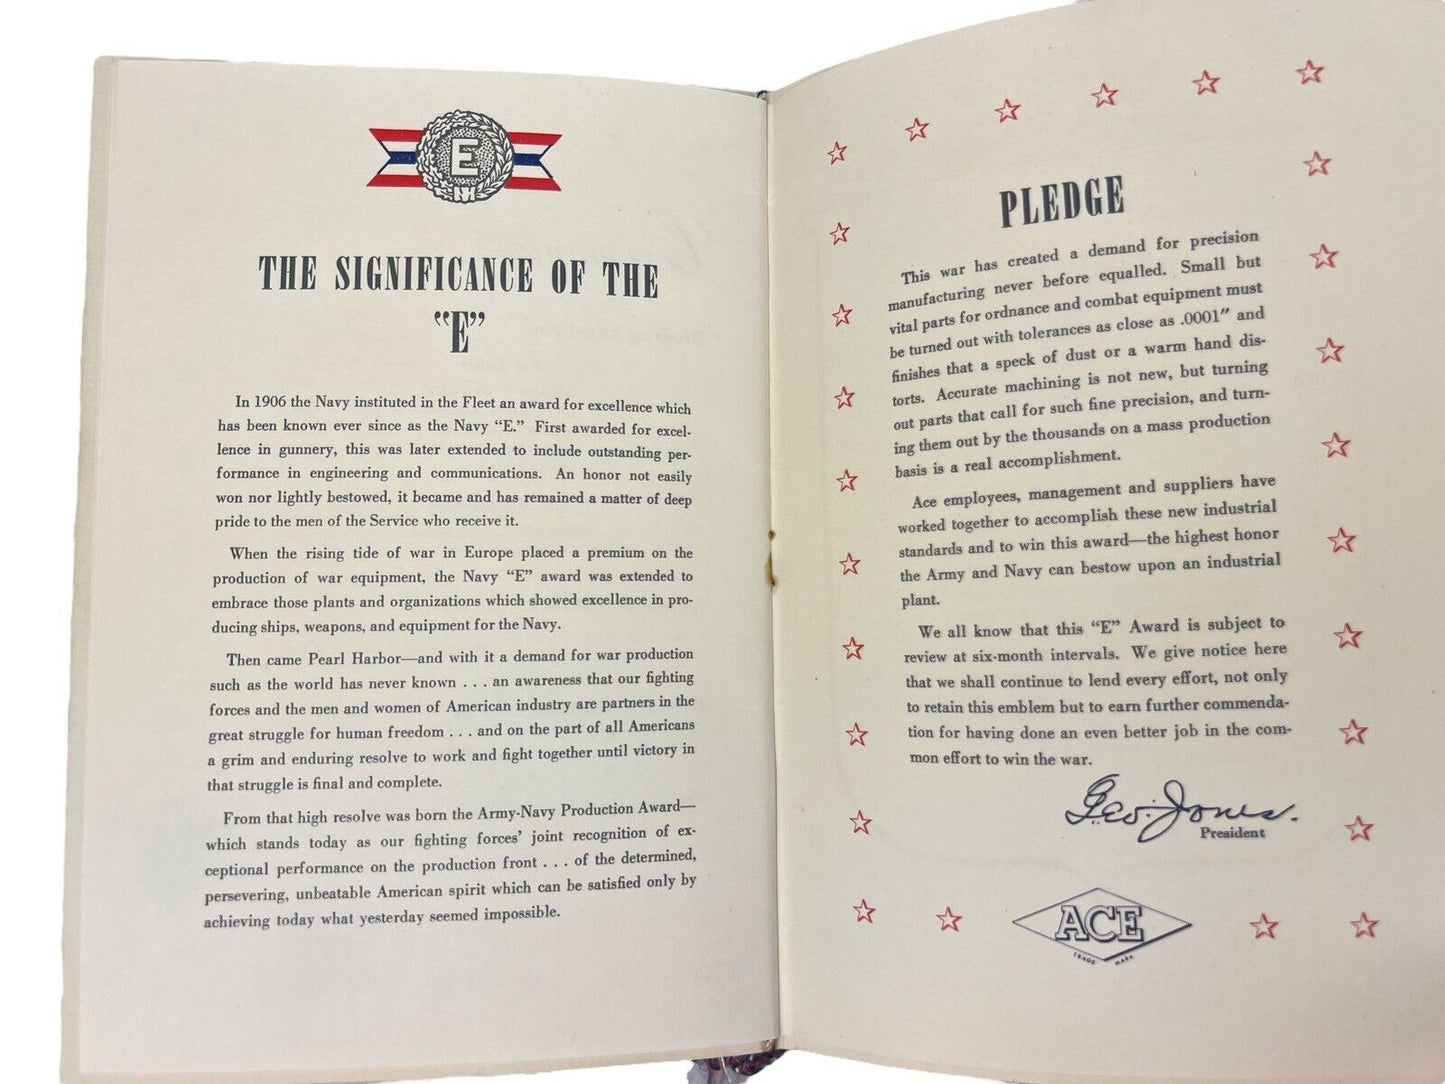 E
THE SIGNIFICANCE OF THE
“E”
In 1906 the Navy instituted in the Fleet an award for excellence which
has been known ever since as the Navy “E.” First awarded for excel-
lence in gunnery, this was later extended to include outstanding per-
formance in engineering and communications. An honor not easily
won nor lightly bestowed, it became and has remained a matter of deep
pride to the men of the Service who receive it.
When the rising tide of war in Europe placed a premium on the
production of war equipment, the Navy “E” award was extended to
embrace those plants and organizations which showed excellence in pro-
ducing ships, weapons, and equipment for the Navy.
Then came Pearl Harbor—and with it a demand for war production
such as the world has never known . . . an awareness that our fighting
forces and the men and women of American industry are partners in the
great struggle for human freedom . . . and on the part of all Americans
a grim and enduring resolve to work and fight together until victory in
that struggle is final and complete.
From that high resolve was born the Army-Navy Production Award—
which stands today as our fighting forces’ joint recognition of ex-
ceptional performance on the production front . . . of the determined,
persevering, unbeatable American spirit which can be satisfied only by
achieving today what yesterday seemed impossible.
PLEDGE
This war has created a demand for precision
manufacturing never before equalled. Small but
vital parts for ordnance and combat equipment must
be turned out with tolerances as close as .0001″ and
finishes that a speck of dust or a warm hand dis-
torts. Accurate machining is not new, but turning
out parts that call for such fine precision, and turn-
ing them out by the thousands on a mass production
basis is a real accomplishment.
Ace employees, management and suppliers have
worked together to accomplish these new industrial
standards and to win this award—the highest honor
the Army and Navy can bestow upon an industrial
plant.
We all know that this “E” Award is subject to
review at six-month intervals. We give notice here
that we shall continue to lend every effort, not only
to retain this emblem but to earn further commenda-
tion for having done an even better job in the com-
mon effort to win the war.
Geo. Jones.
President
ACE
TRADE MARK